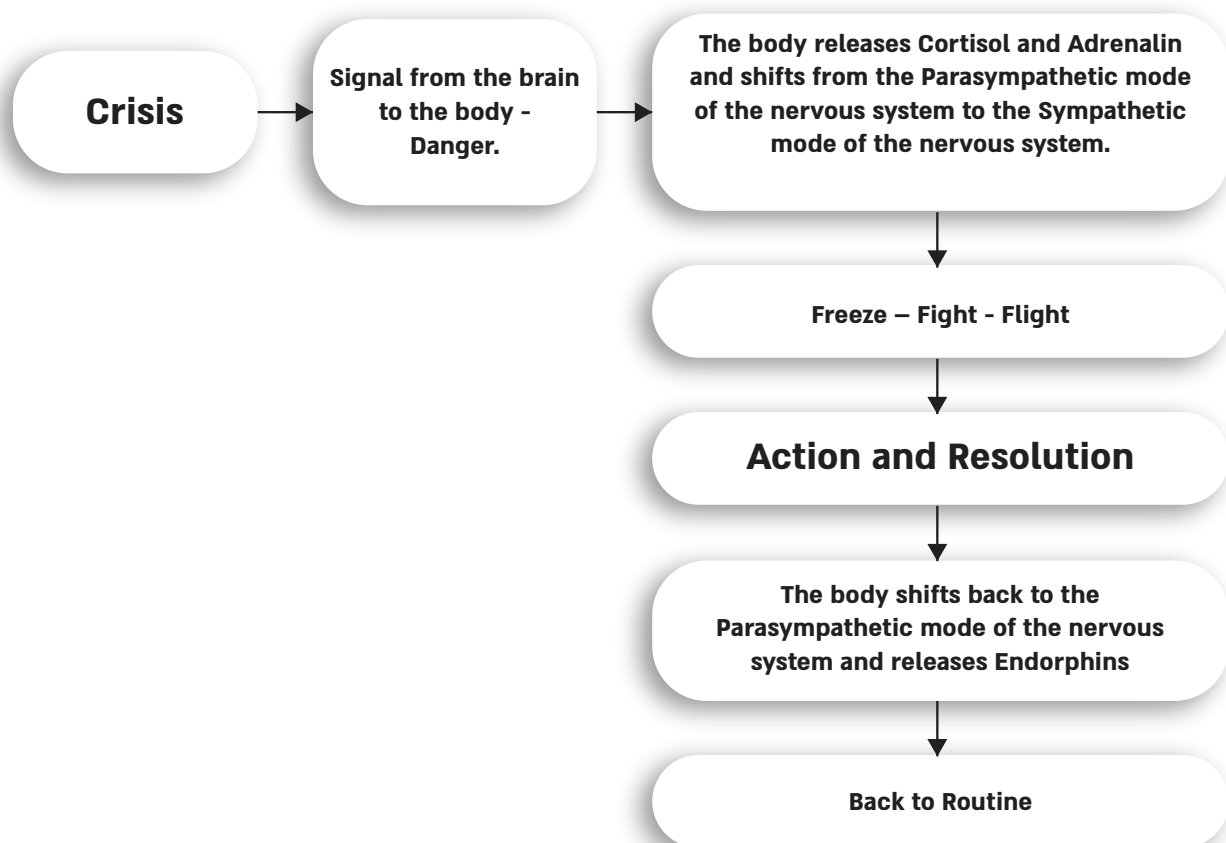 Crisis
Signal from the brain
to the body -
Danger.
The body releases Cortisol and Adrenalin
and shifts from the Parasympathetic mode
of the nervous system to the Sympathetic
mode of the nervous system.
Freeze – Fight - Flight
Action and Resolution
The body shifts back to the
Parasympathetic mode of the nervous
system and releases Endorphins
Back to Routine